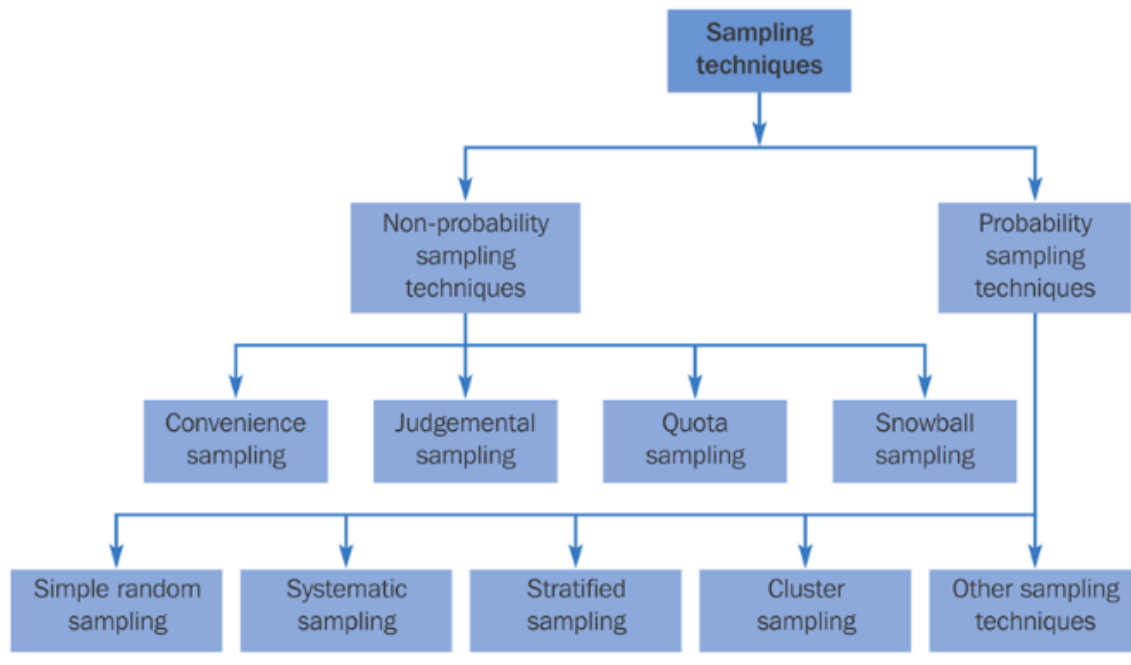 Sampling
techniques
Non-probability
sampling
techniques
Probability
sampling
techniques
Convenience
sampling
Judgemental
sampling
Quota
sampling
Snowball
sampling
Simple random
sampling
Systematic
sampling
Stratified
sampling
Cluster
sampling
Other sampling
techniques